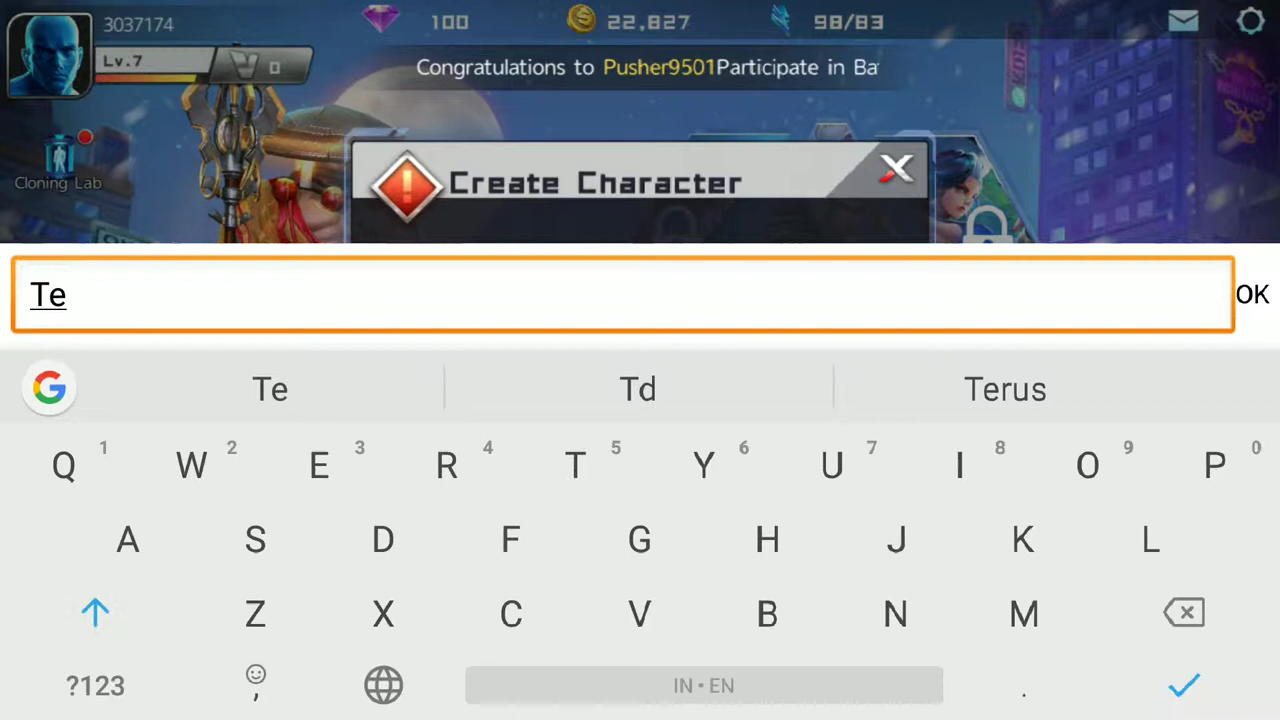 3037174
100
22,827
98/83
Lv.7
0
Congratulations to Pusher9501Participate in Ba
Cloning Lab
Create Character
Te
OK
Te
Td
Terus
Q 1 W 2 E 3 R 4 T 5 Y 6 U 7 I 8 O 9 P 0
A S D F G H J K L
Z X C V B N M
?123 , IN • EN .